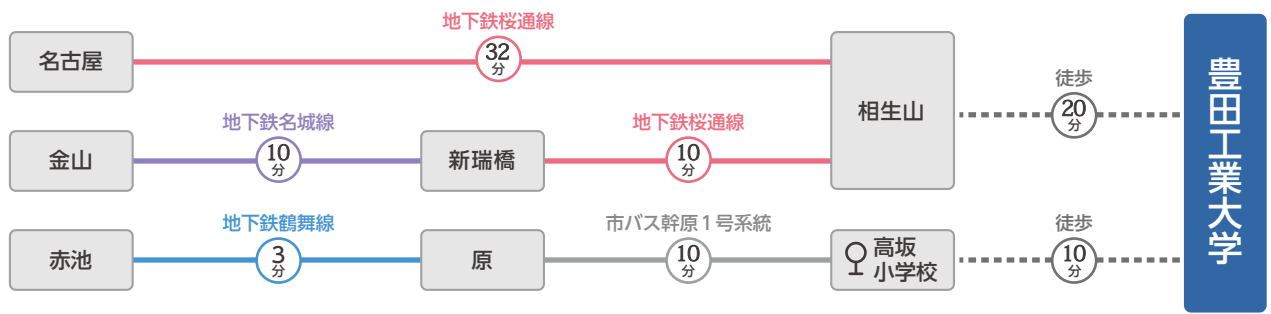 地下鉄桜通線
名古屋
32
分
地下鉄名城線
地下鉄桜通線
金山
10
分
新瑞橋
10
分
相生山
徒歩
20
分
地下鉄鶴舞線
市バス幹原1号系統
赤池
3
分
原
10
分
高坂
小学校
徒歩
10
分
豊田工業大学